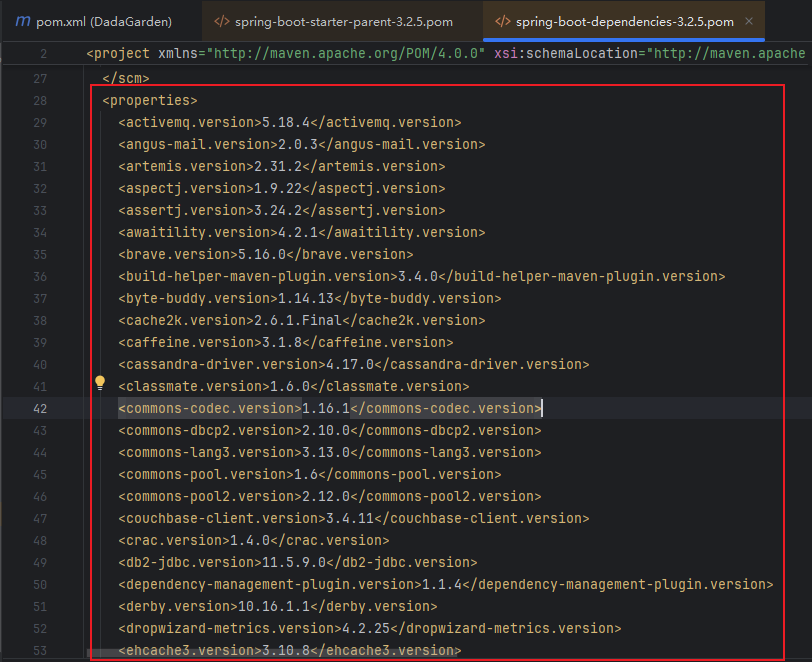 m pom.xml (DadaGarden) </> spring-boot-starter-parent-3.2.5.pom </> spring-boot-dependencies-3.2.5.pom ×
2 <project xmlns="http://maven.apache.org/POM/4.0.0" xsi:schemaLocation="http://maven.apache
27 </scm>
28 <properties>
29 <activemq.version>5.18.4</activemq.version>
30 <angus-mail.version>2.0.3</angus-mail.version>
31 <artemis.version>2.31.2</artemis.version>
32 <aspectj.version>1.9.22</aspectj.version>
33 <assertj.version>3.24.2</assertj.version>
34 <awaitility.version>4.2.1</awaitility.version>
35 <brave.version>5.16.0</brave.version>
36 <build-helper-maven-plugin.version>3.4.0</build-helper-maven-plugin.version>
37 <byte-buddy.version>1.14.13</byte-buddy.version>
38 <cache2k.version>2.6.1.Final</cache2k.version>
39 <caffeine.version>3.1.8</caffeine.version>
40 <cassandra-driver.version>4.17.0</cassandra-driver.version>
41 <classmate.version>1.6.0</classmate.version>
42 <commons-codec.version>1.16.1</commons-codec.version>
43 <commons-dbcp2.version>2.10.0</commons-dbcp2.version>
44 <commons-lang3.version>3.13.0</commons-lang3.version>
45 <commons-pool.version>1.6</commons-pool.version>
46 <commons-pool2.version>2.12.0</commons-pool2.version>
47 <couchbase-client.version>3.4.11</couchbase-client.version>
48 <crac.version>1.4.0</crac.version>
49 <db2-jdbc.version>11.5.9.0</db2-jdbc.version>
50 <dependency-management-plugin.version>1.1.4</dependency-management-plugin.version>
51 <derby.version>10.16.1.1</derby.version>
52 <dropwizard-metrics.version>4.2.25</dropwizard-metrics.version>
53 <ehcache3.version>3.10.8</ehcache3.version>